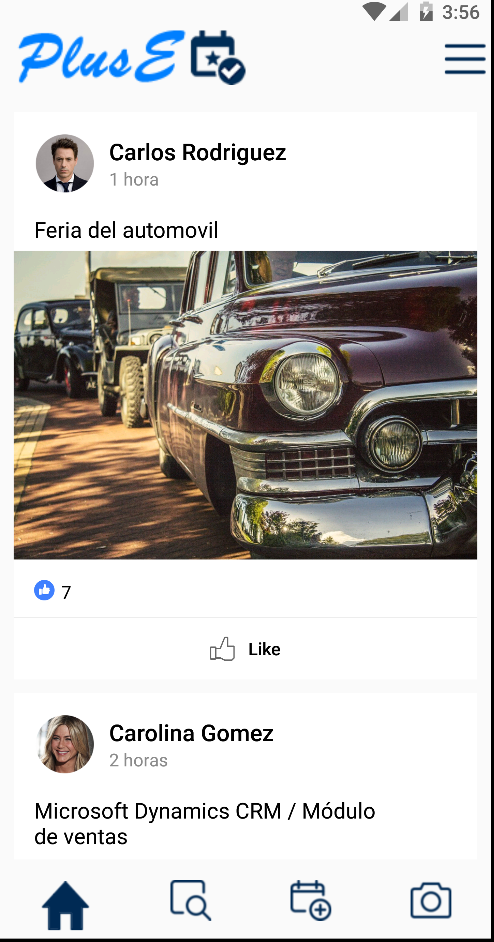 3:56
PlusE
Carlos Rodriguez
1 hora
Feria del automovil
7
Like
Carolina Gomez
2 horas
Microsoft Dynamics CRM / Módulo
de ventas